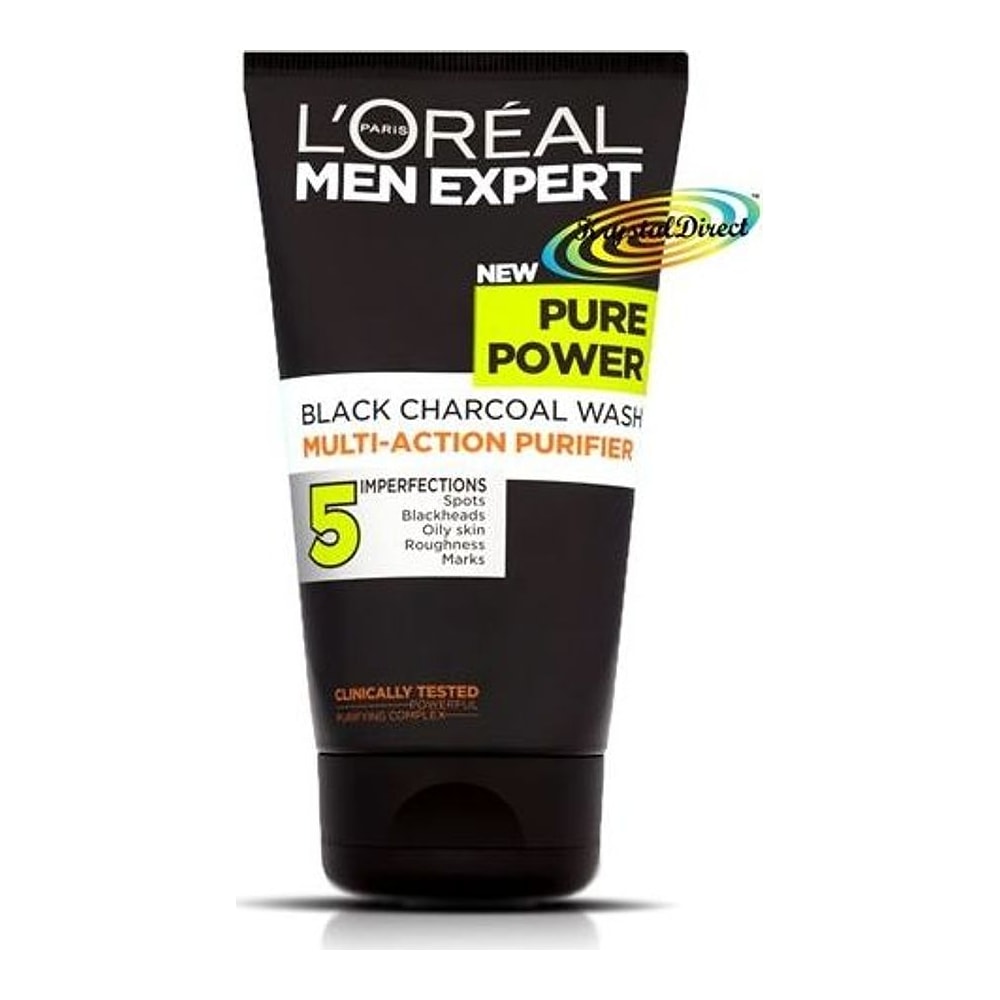 L'ORÉAL
PARIS
MEN EXPERT
KrystalDirect
™
NEW
PURE
POWER
BLACK CHARCOAL WASH
MULTI-ACTION PURIFIER
5
IMPERFECTIONS
Spots
Blackheads
Oily skin
Roughness
Marks
CLINICALLY TESTED
POWERFUL
PURIFYING COMPLEX